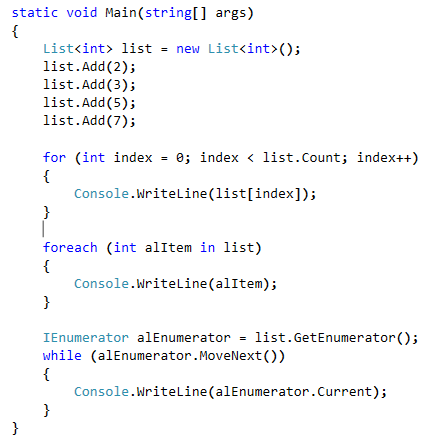 static void Main(string[] args)
{
    List<int> list = new List<int>();
    list.Add(2);
    list.Add(3);
    list.Add(5);
    list.Add(7);

    for (int index = 0; index < list.Count; index++)
    {
        Console.WriteLine(list[index]);
    }

    foreach (int alItem in list)
    {
        Console.WriteLine(alItem);
    }

    IEnumerator alEnumerator = list.GetEnumerator();
    while (alEnumerator.MoveNext())
    {
        Console.WriteLine(alEnumerator.Current);
    }
}